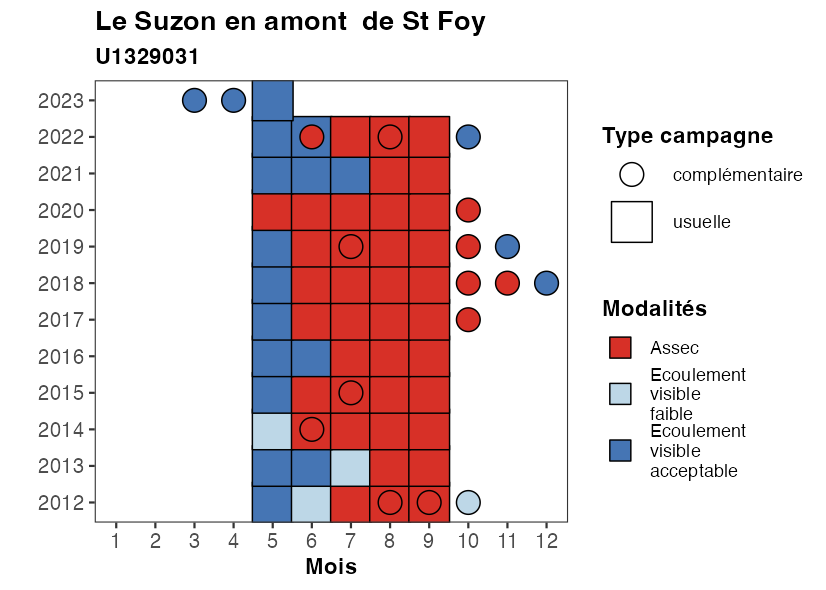 Le Suzon en amont  de St Foy
U1329031
2023
2022
2021
2020
2019
2018
2017
2016
2015
2014
2013
2012
1 2 3 4 5 6 7 8 9 10 11 12
Mois
Type campagne
complémentaire
usuelle
Modalités
Assec
Ecoulement
visible
faible
Ecoulement
visible
acceptable